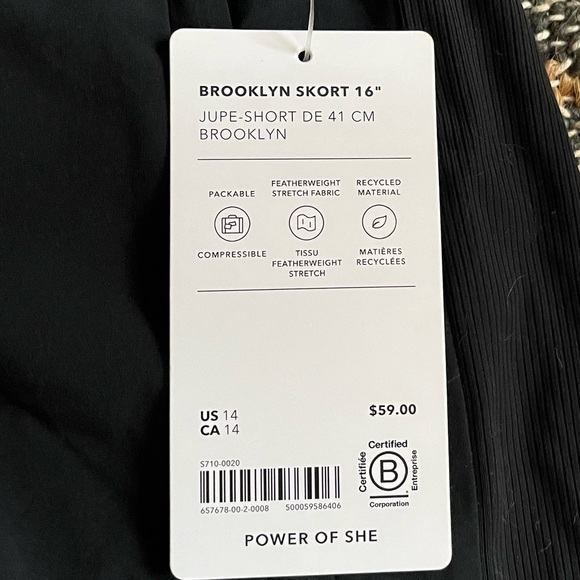 BROOKLYN SKORT 16"
JUPE-SHORT DE 41 CM
BROOKLYN
PACKABLE
COMPRESSIBLE
FEATHERWEIGHT
STRETCH FABRIC
TISSU
FEATHERWEIGHT
STRETCH
RECYCLED
MATERIAL
MATIÈRES
RECYCLÉES
US 14
CA 14
$59.00
S710-0020
657678-00-2-0008 500059586406
Certified
Certifiée
B
Entreprise
Corporation
POWER OF SHE